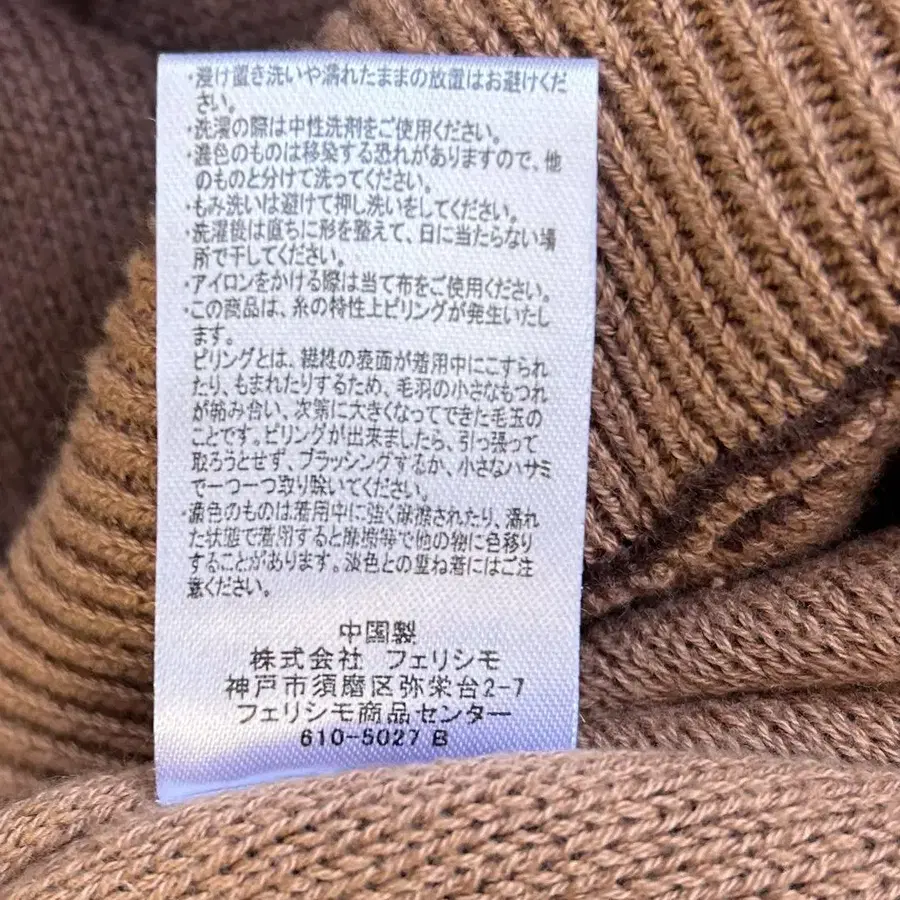 ・浸け置き洗いや濡れたままの放置はお避けくだ
さい。
・洗濯の際は中性洗剤をご使用ください。
・濃色のものは移染する恐れがありますので、他
のものと分けて洗ってください。
・もみ洗いは避けて押し洗いをしてください。
・洗濯後は直ちに形を整えて、日に当たらない場
所で干してください。
・アイロンをかける際は当て布をご使用ください。
・この商品は、糸の特性上ピリングが発生いたし
ます。
ピリングとは、繊維の表面が着用中にこすられ
たり、もまれたりするため、毛羽の小さなもつれ
が絡み合い、次第に大きくなってできた毛玉の
ことです。ピリングが出来ましたら、引っ張って
取ろうとせず、ブラッシングするか、小さなハサミ
で一つ一つ取り除いてください。
・濃色のものは着用中に強く摩擦されたり、濡れ
た状態で着用すると摩擦等で他の物に色移り
することがあります。淡色との重ね着にはご注
意ください。
中国製
株式会社 フェリシモ
神戸市須磨区弥栄台2-7
フェリシモ商品センター
610-5027 B